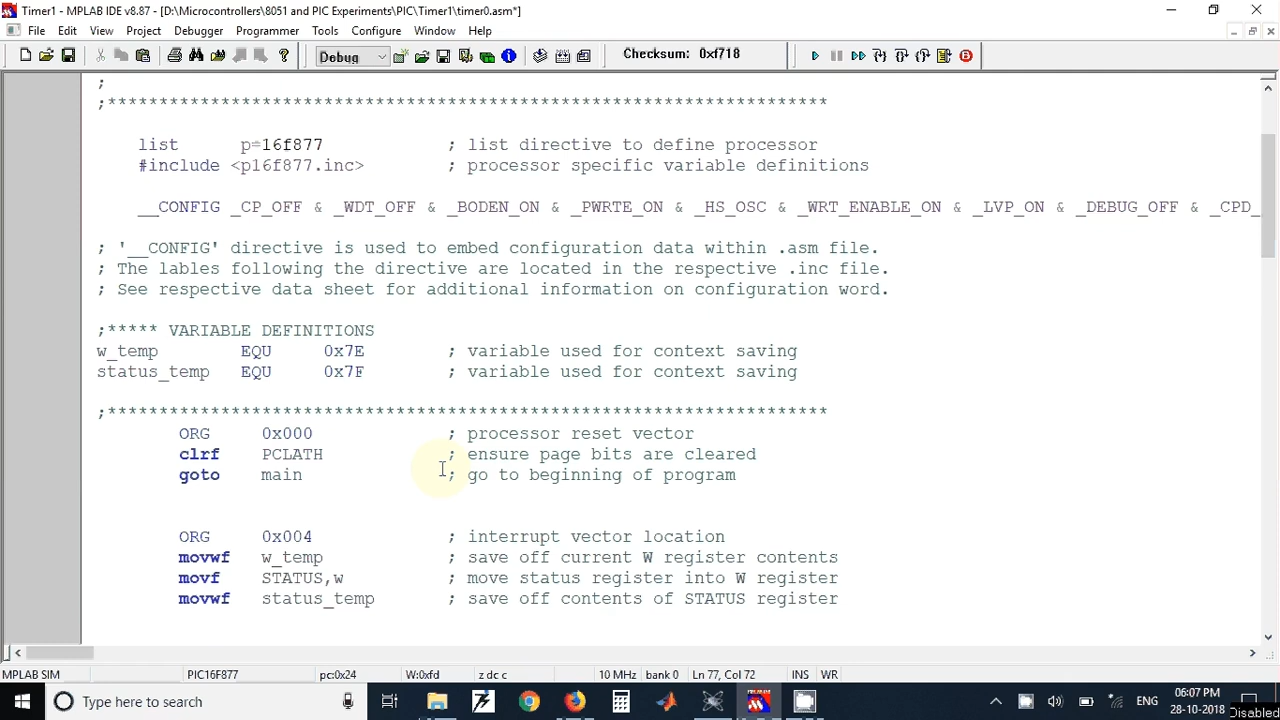 Timer1 - MPLAB IDE v8.87 - [D:\Microcontrollers\8051 and PIC Experiments\PIC\Timer1\timer0.asm*]
File Edit View Project Debugger Programmer Tools Configure Window Help
Debug Checksum: 0xf718
;
;**********************************************************************
list p=16f877 ; list directive to define processor
#include <p16f877.inc> ; processor specific variable definitions
__CONFIG _CP_OFF & _WDT_OFF & _BODEN_ON & _PWRTE_ON & _HS_OSC & _WRT_ENABLE_ON & _LVP_ON & _DEBUG_OFF & _CPD_
; '__CONFIG' directive is used to embed configuration data within .asm file.
; The lables following the directive are located in the respective .inc file.
; See respective data sheet for additional information on configuration word.
;***** VARIABLE DEFINITIONS
w_temp EQU 0x7E ; variable used for context saving
status_temp EQU 0x7F ; variable used for context saving
;**********************************************************************
ORG 0x000 ; processor reset vector
clrf PCLATH ; ensure page bits are cleared
goto main ; go to beginning of program
ORG 0x004 ; interrupt vector location
movwf w_temp ; save off current W register contents
movf STATUS,w ; move status register into W register
movwf status_temp ; save off contents of STATUS register
MPLAB SIM PIC16F877 pc:0x24 W:0xfd z dc c 10 MHz bank 0 Ln 77, Col 72 INS WR
Type here to search ENG 06:07 PM
28-10-2018
Disabled